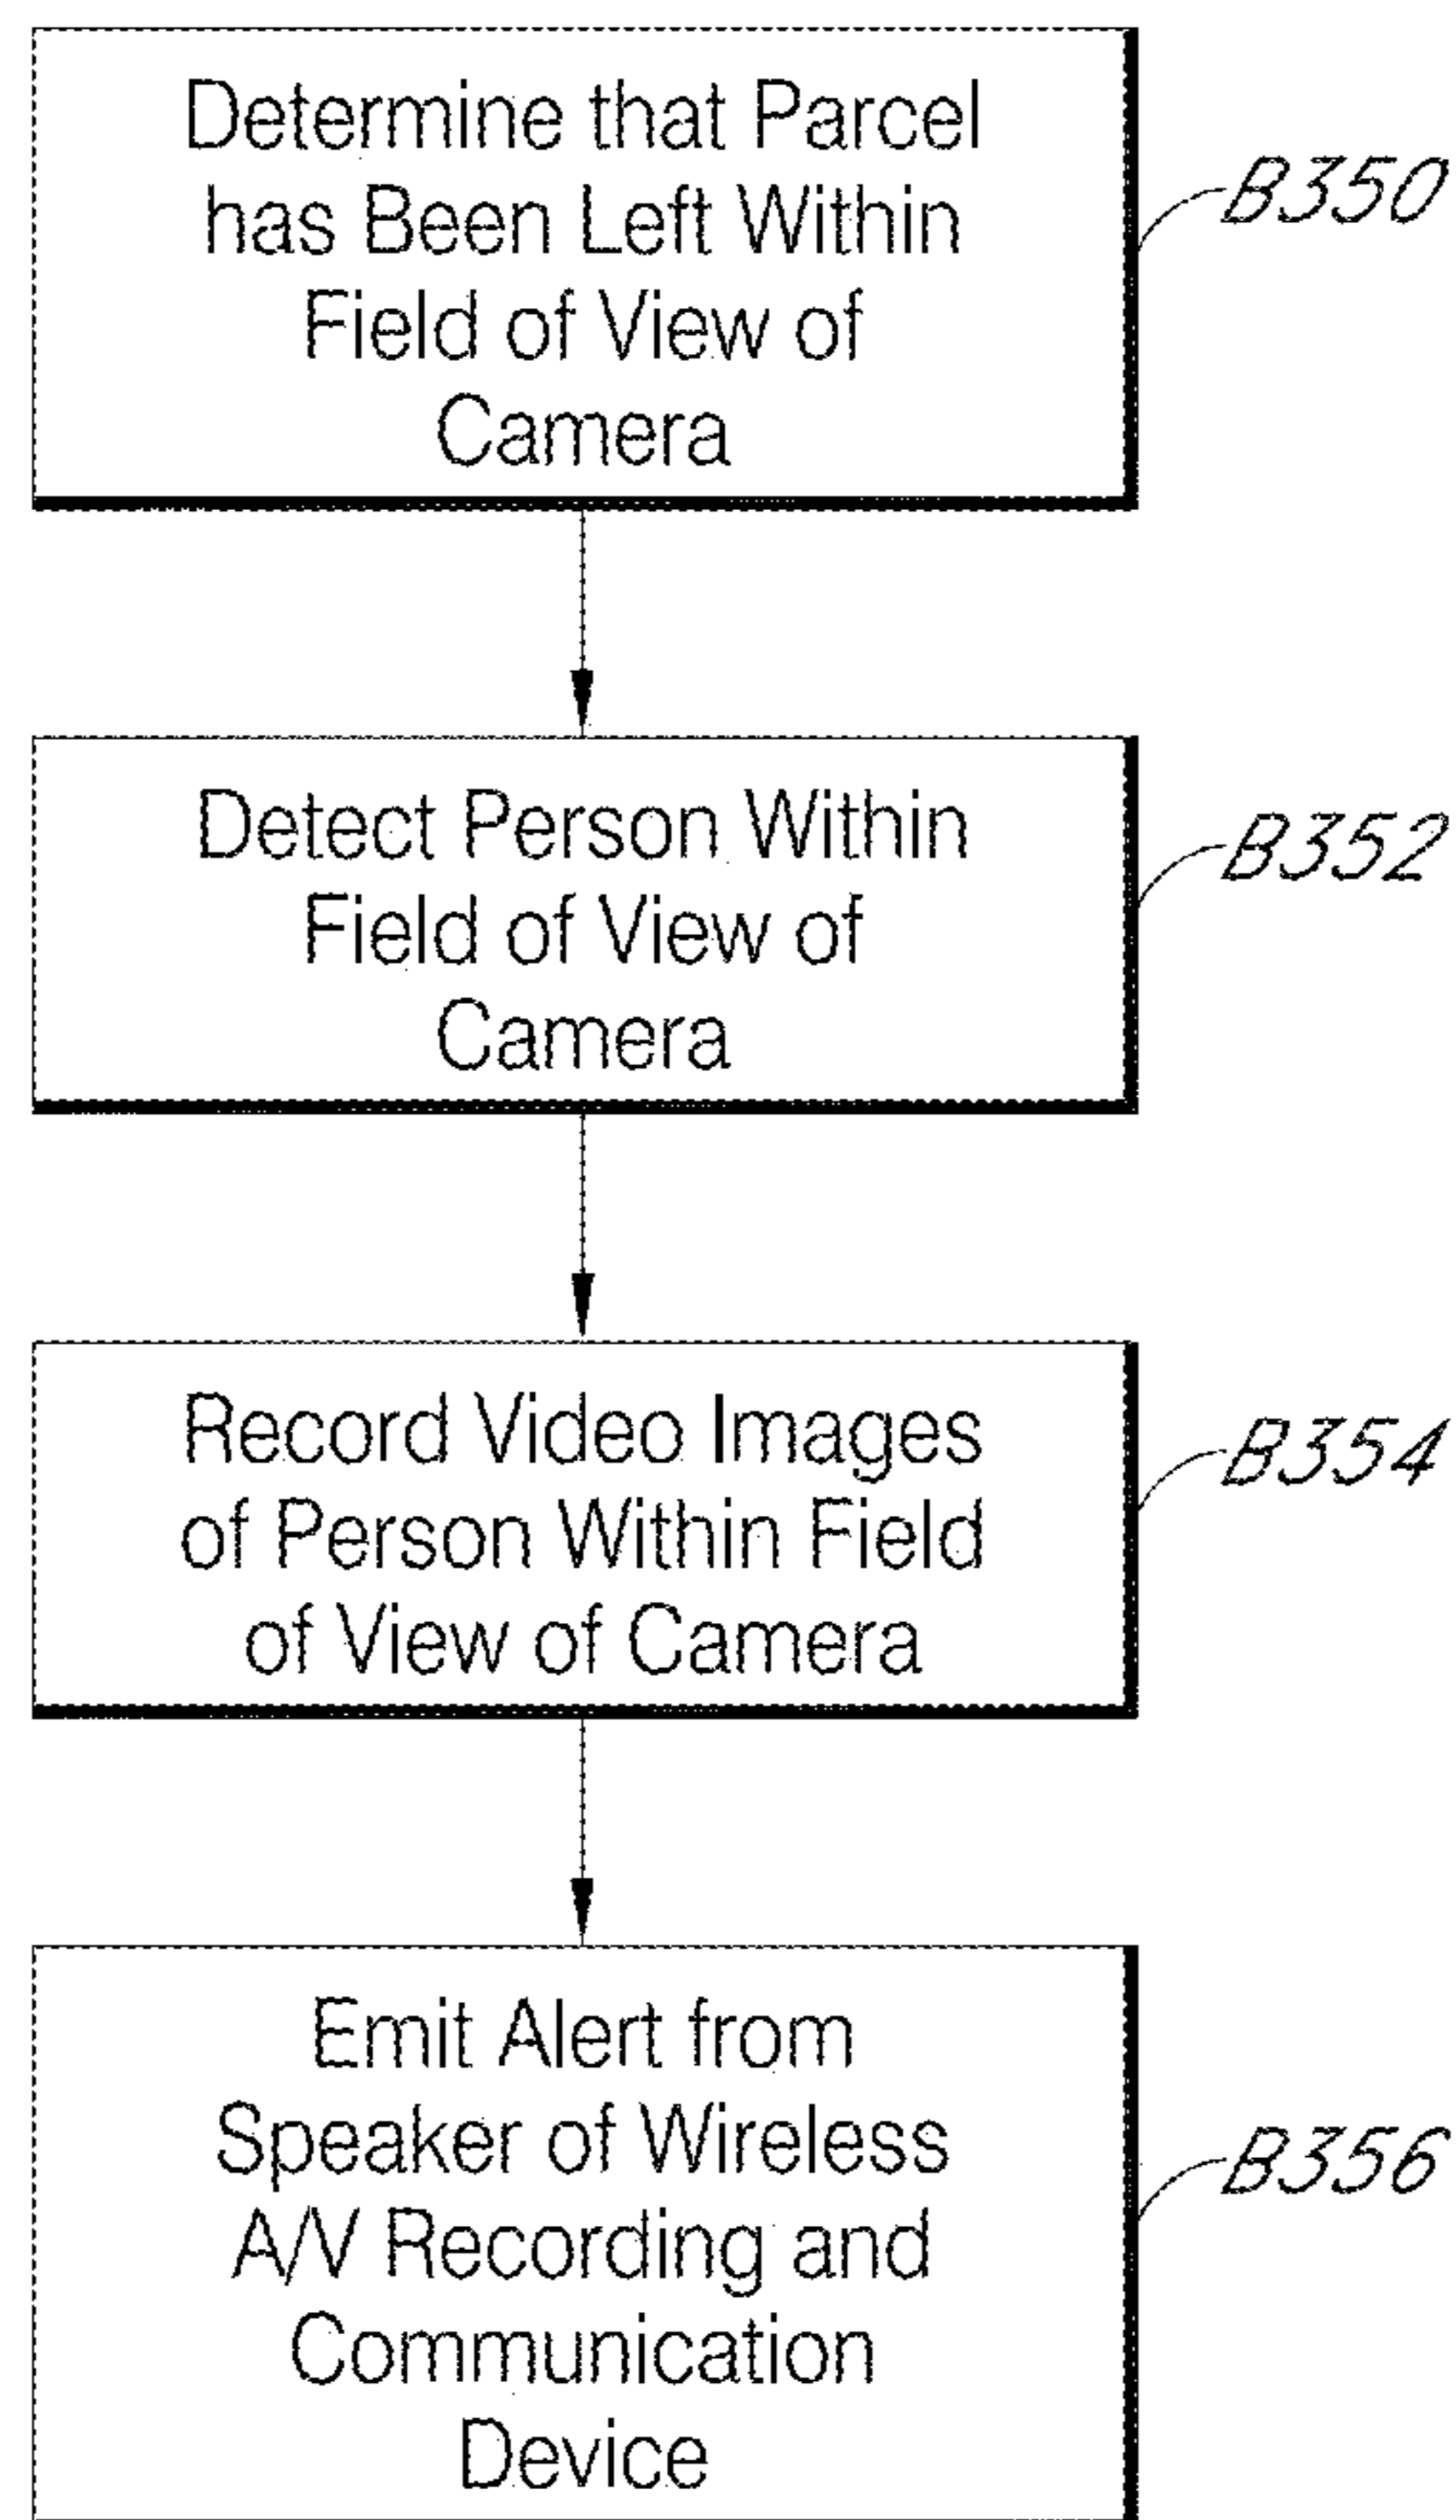 Determine that Parcel
has Been Left Within
Field of View of
Camera
B350
Detect Person Within
Field of View of
Camera
B352
Record Video Images
of Person Within Field
of View of Camera
B354
Emit Alert from
Speaker of Wireless
A/V Recording and
Communication
Device
B356